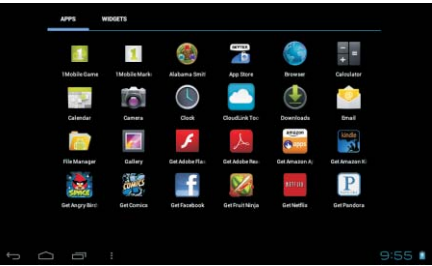 APPS WIDGETS
1Mobile Game 1Mobile Mark Alabama Smit App Store Browser Calculator
Calendar Camera Clock CloudLink To Downloads Email
File Manager Gallery Get Adobe Fla Get Adobe Rea Get Amazon A Get Amazon Ki
Get Angry Bird Get Comics Get Facebook Get Fruit Ninja Get Netflix Get Pandora
9:55